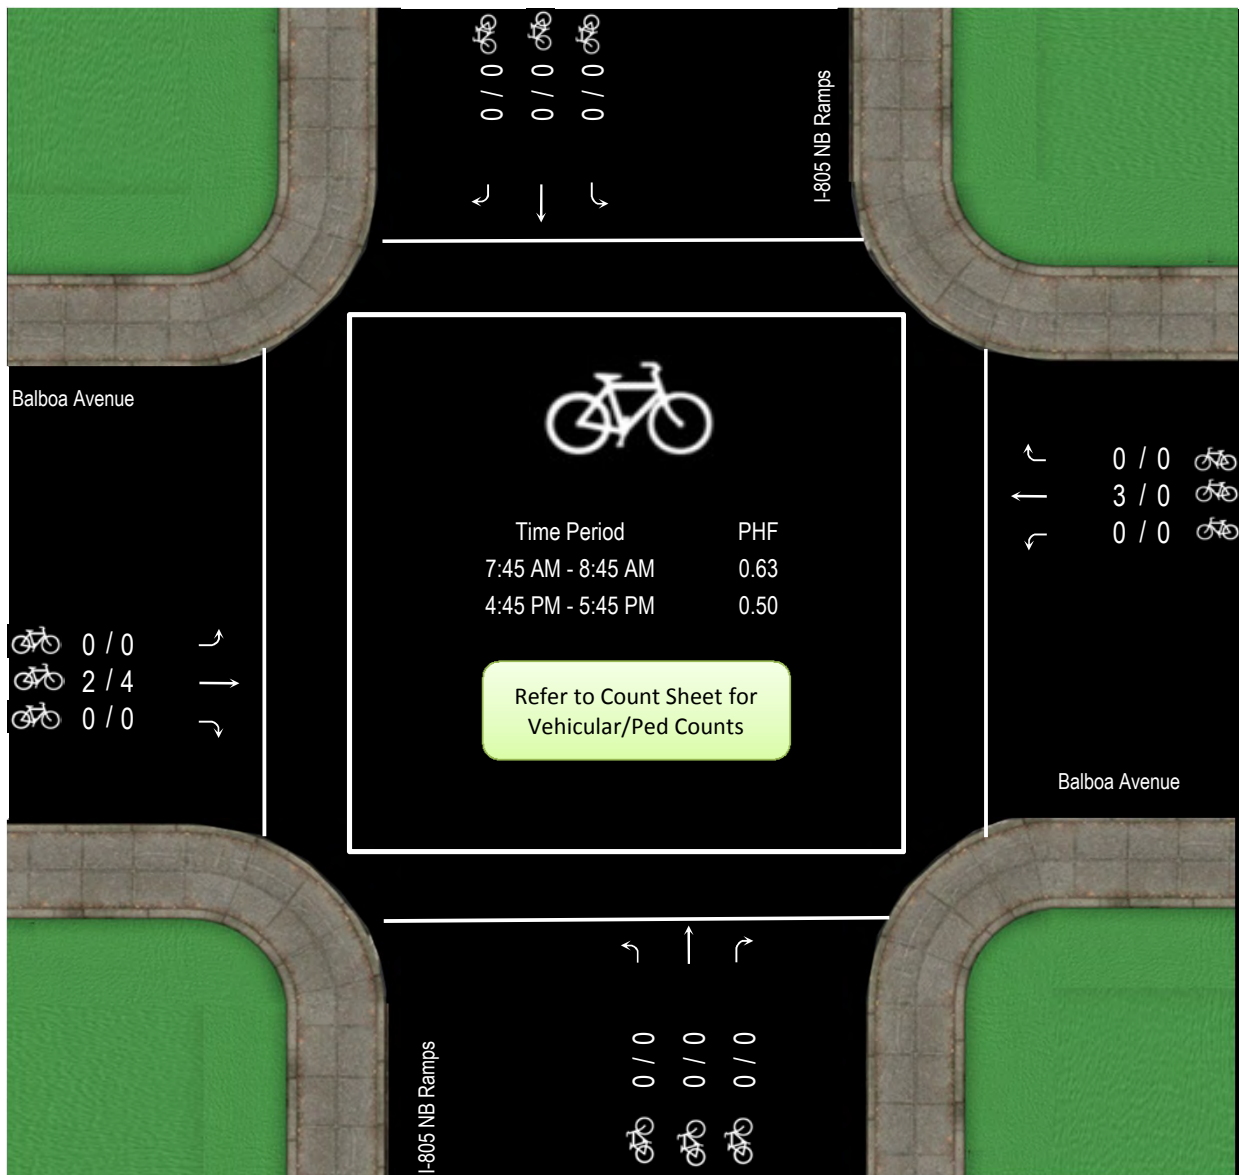 0 / 0
0 / 0
0 / 0
I-805 NB Ramps
Balboa Avenue
0 / 0
3 / 0
0 / 0
Time Period PHF
7:45 AM - 8:45 AM 0.63
4:45 PM - 5:45 PM 0.50
0 / 0
2 / 4
0 / 0
Refer to Count Sheet for
Vehicular/Ped Counts
Balboa Avenue
0 / 0
0 / 0
0 / 0
I-805 NB Ramps